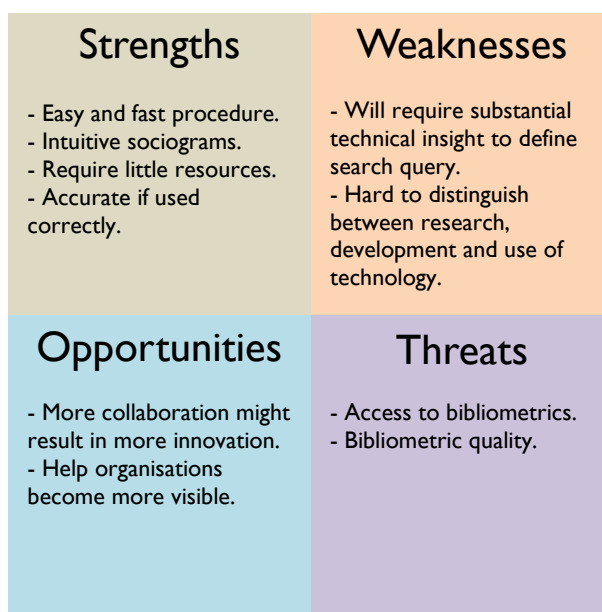 Strengths
- Easy and fast procedure.
- Intuitive sociograms.
- Require little resources.
- Accurate if used
correctly.
Weaknesses
- Will require substantial
technical insight to define
search query.
- Hard to distinguish
between research,
development and use of
technology.
Opportunities
- More collaboration might
result in more innovation.
- Help organisations
become more visible.
Threats
- Access to bibliometrics.
- Bibliometric quality.